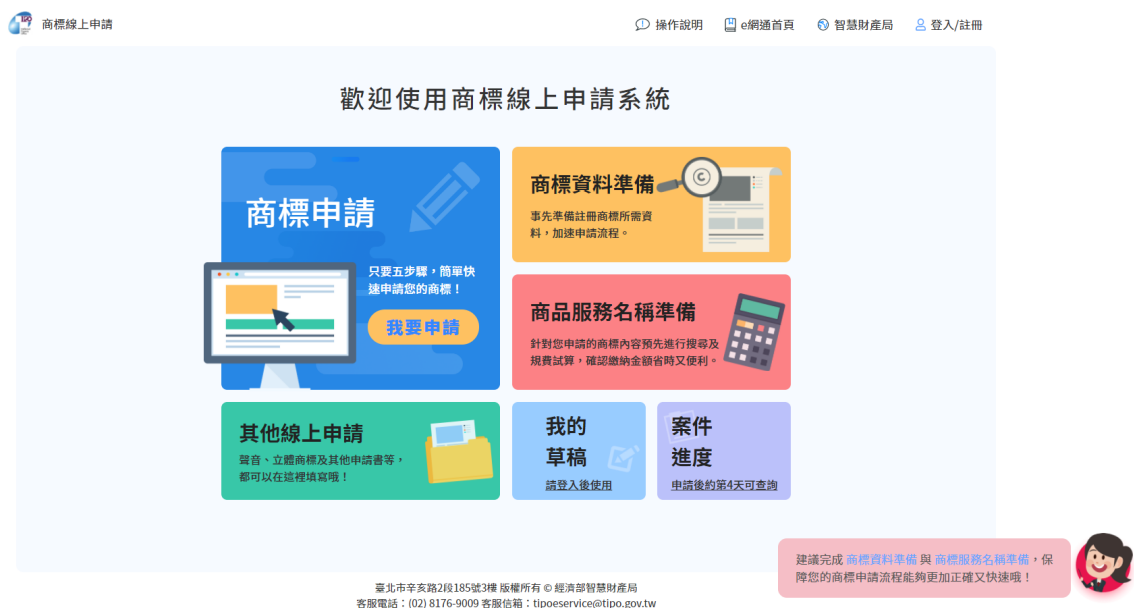 商標線上申請
操作說明
e網通首頁
智慧財產局
登入/註冊
歡迎使用商標線上申請系統
商標申請
只要五步驟，簡單快
速申請您的商標！
我要申請
商標資料準備
事先準備註冊商標所需資
料，加速申請流程。
商品服務名稱準備
針對您申請的商標內容預先進行搜尋及
規費試算，確認繳納金額省時又便利。
其他線上申請
聲音、立體商標及其他申請書等，
都可以在這裡填寫哦！
我的
草稿
請登入後使用
案件
進度
申請後約第4天可查詢
建議完成 商標資料準備 與 商標服務名稱準備，保
障您的商標申請流程能夠更加正確又快速哦！
臺北市辛亥路2段185號3樓 版權所有 © 經濟部智慧財產局
客服電話：(02) 8176-9009 客服信箱：tipoeservice@tipo.gov.tw